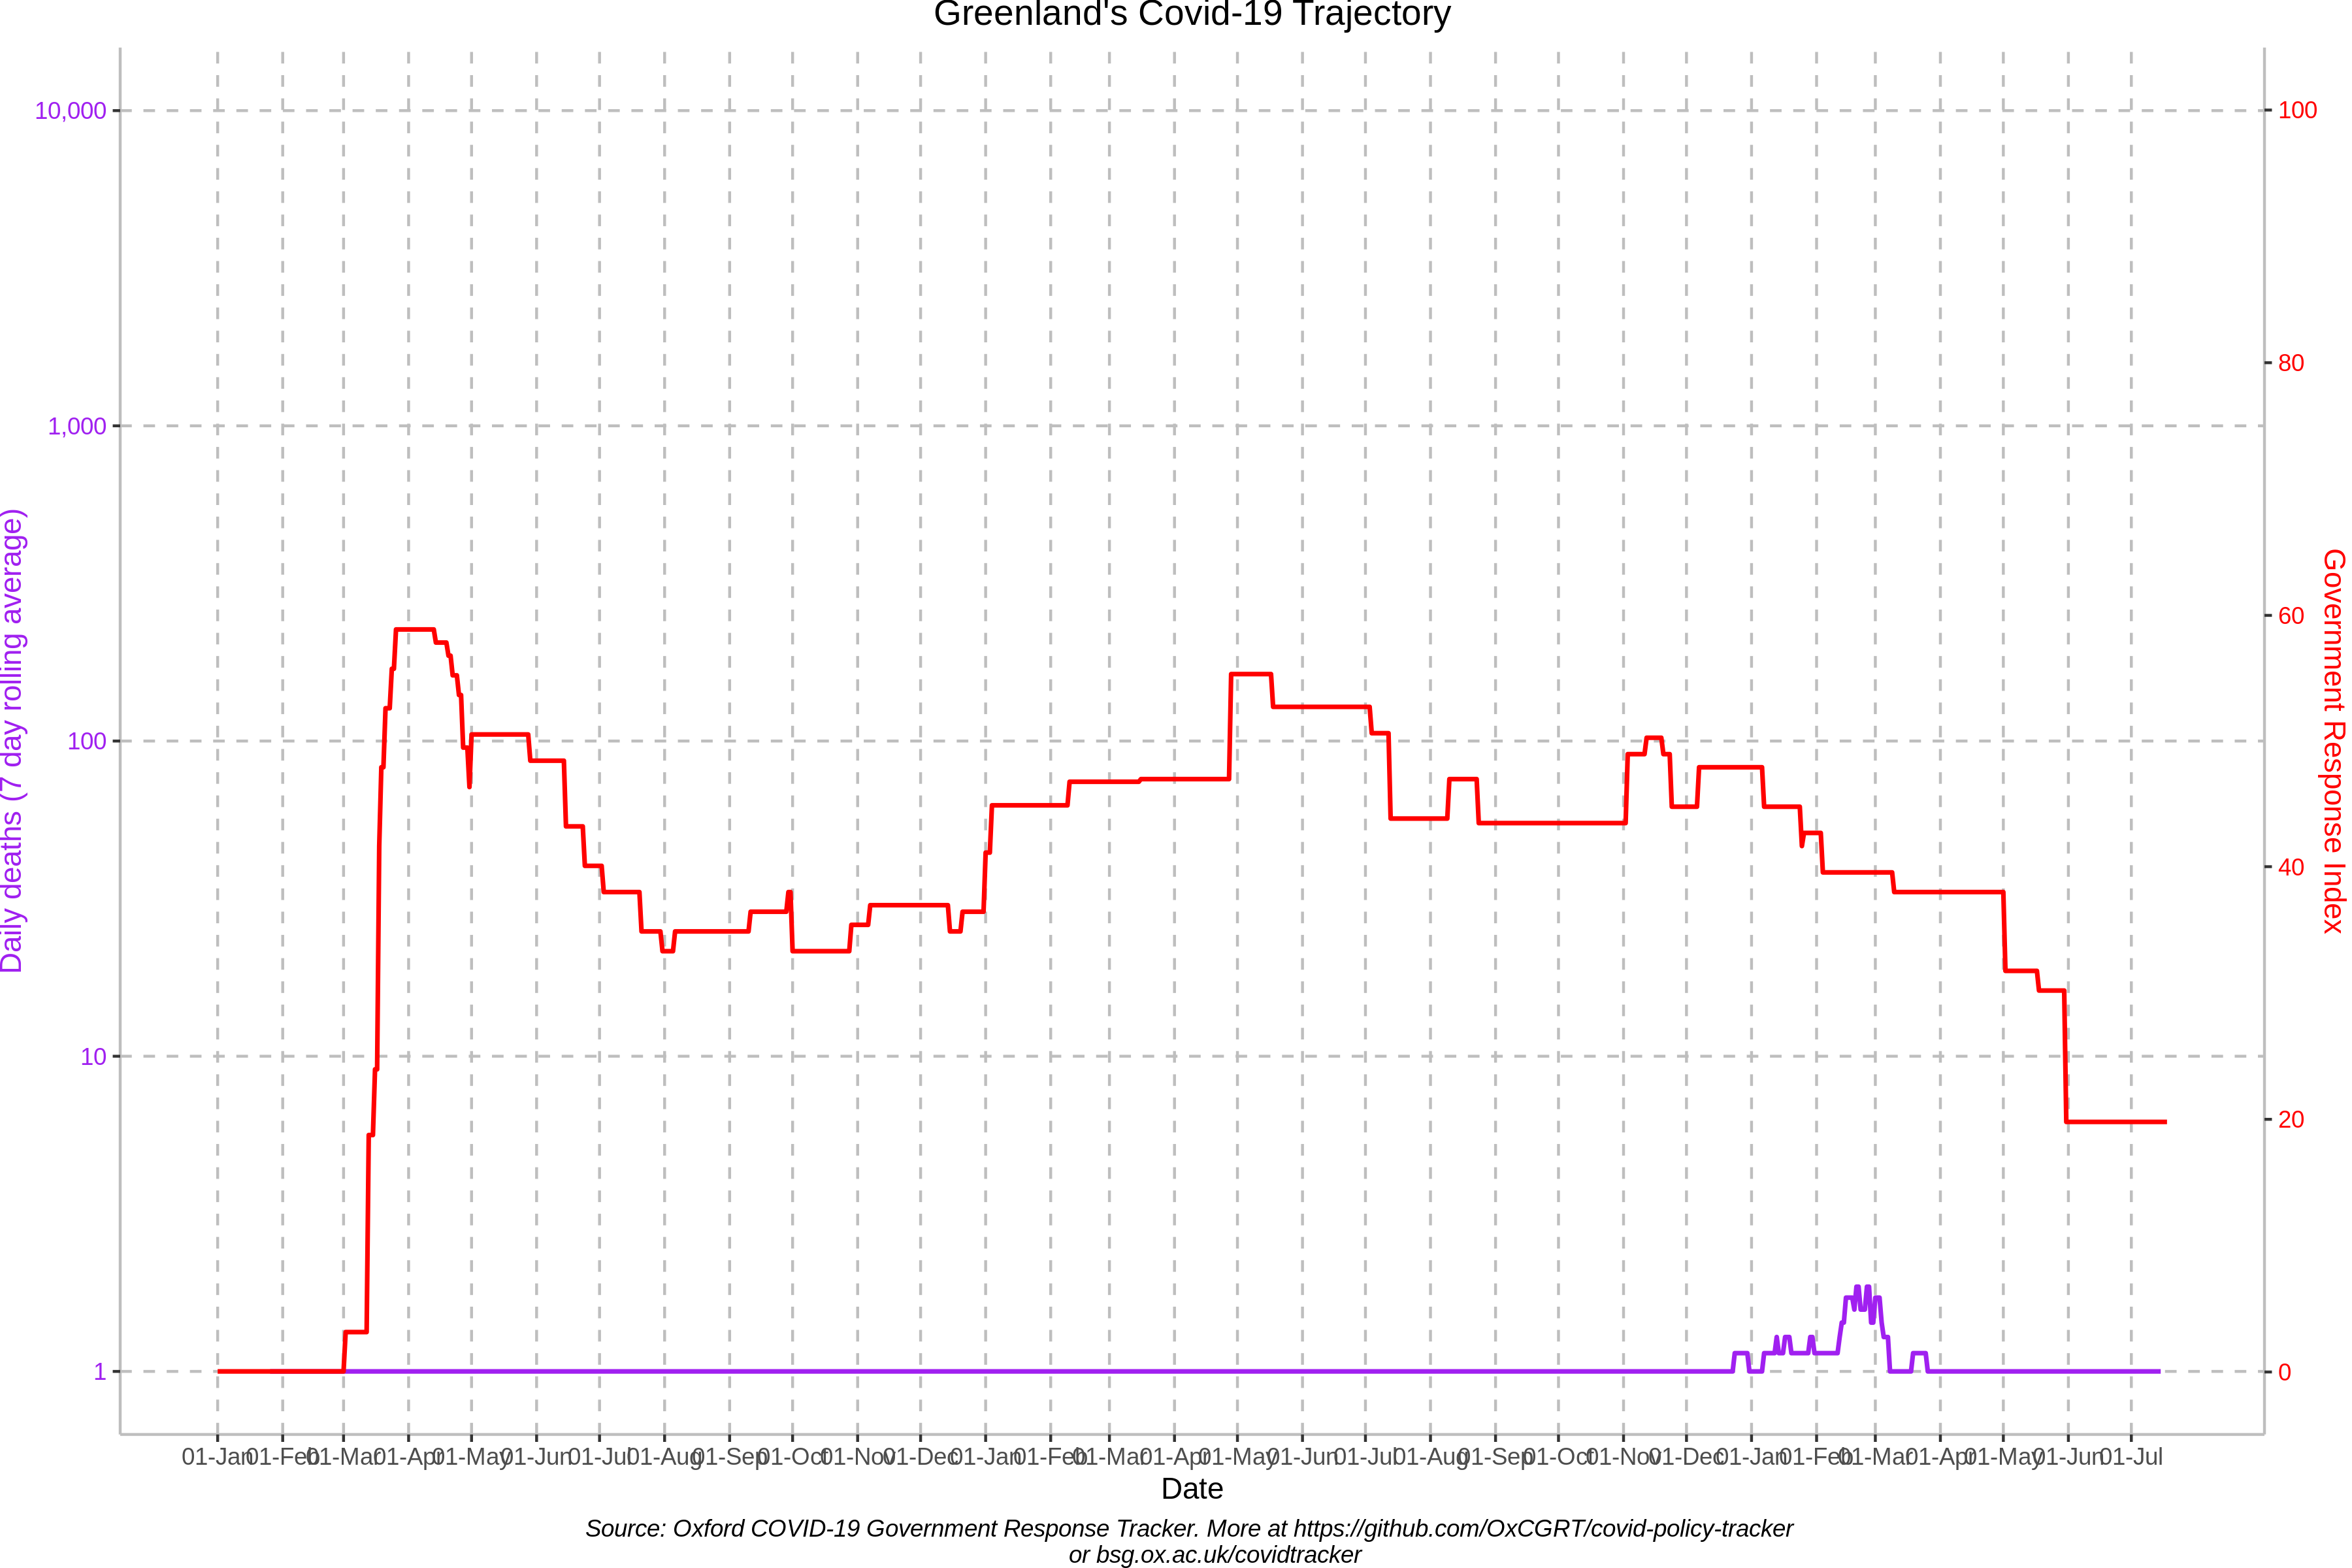 Greenland's Covid-19 Trajectory
10,000
1,000
100
10
1
Daily deaths (7 day rolling average)
100
80
60
40
20
0
Government Response Index
01-Jan 01-Feb 01-Mar 01-Apr 01-May 01-Jun 01-Jul 01-Aug 01-Sep 01-Oct 01-Nov 01-Dec 01-Jan 01-Feb 01-Mar 01-Apr 01-May 01-Jun 01-Jul 01-Aug 01-Sep 01-Oct 01-Nov 01-Dec 01-Jan 01-Feb 01-Mar 01-Apr 01-May 01-Jun 01-Jul
Date
Source: Oxford COVID-19 Government Response Tracker. More at https://github.com/OxCGRT/covid-policy-tracker
or bsg.ox.ac.uk/covidtracker